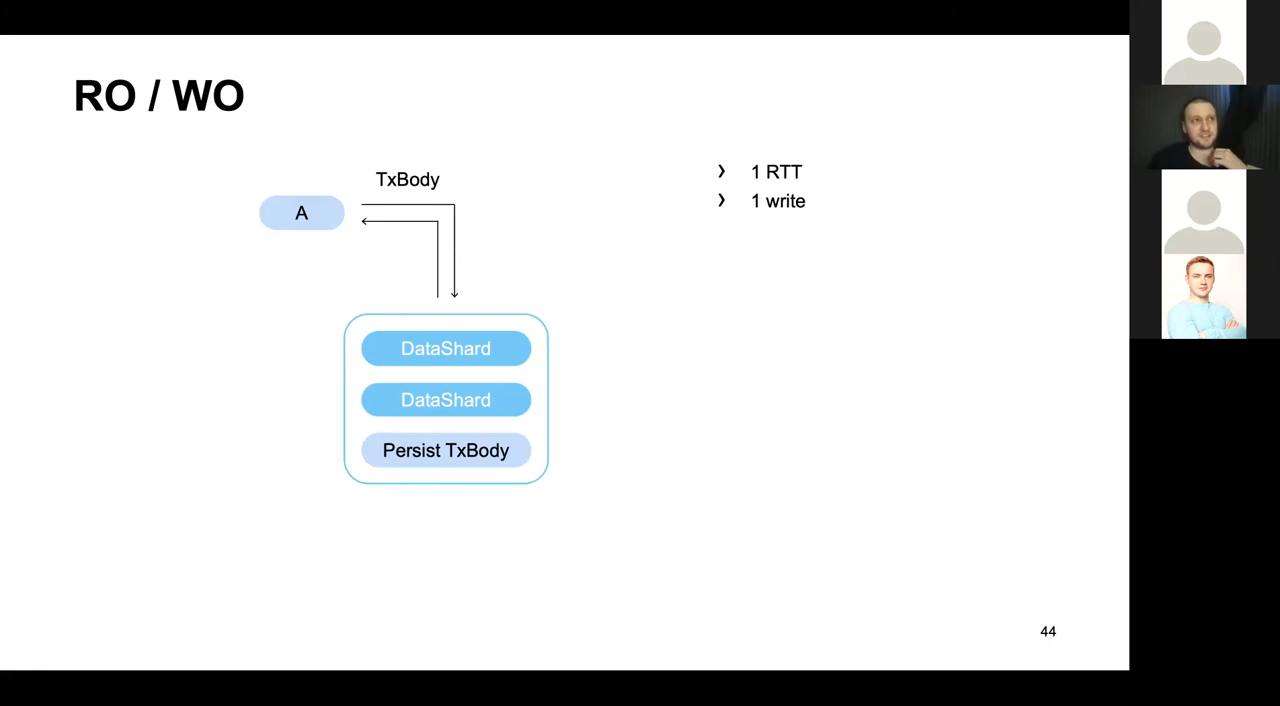 RO / WO
TxBody
A
› 1 RTT
› 1 write
DataShard
DataShard
Persist TxBody
44